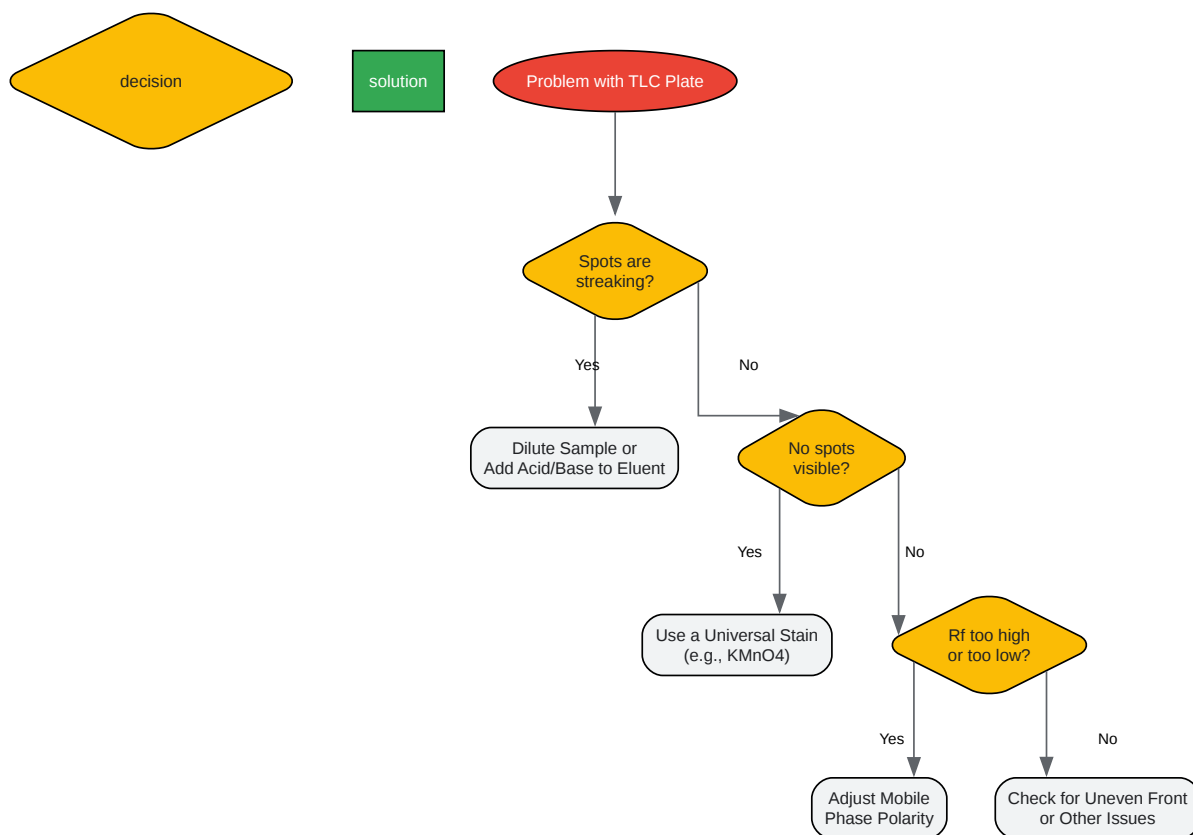 decision
solution
Problem with TLC Plate
Spots are
streaking?
Yes
No
Dilute Sample or
Add Acid/Base to Eluent
No spots
visible?
Yes
No
Use a Universal Stain
(e.g., KMnO4)
Rf too high
or too low?
Yes
No
Adjust Mobile
Phase Polarity
Check for Uneven Front
or Other Issues